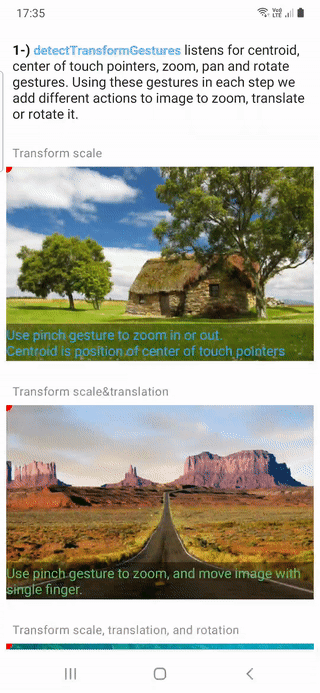 17:35
Vo))
LTE
1-) detectTransformGestures listens for centroid,
center of touch pointers, zoom, pan and rotate
gestures. Using these gestures in each step we
add different actions to image to zoom, translate
or rotate it.
Transform scale
Use pinch gesture to zoom in or out.
Centroid is position of center of touch pointers
Transform scale&translation
Use pinch gesture to zoom, and move image with
single finger.
Transform scale, translation, and rotation